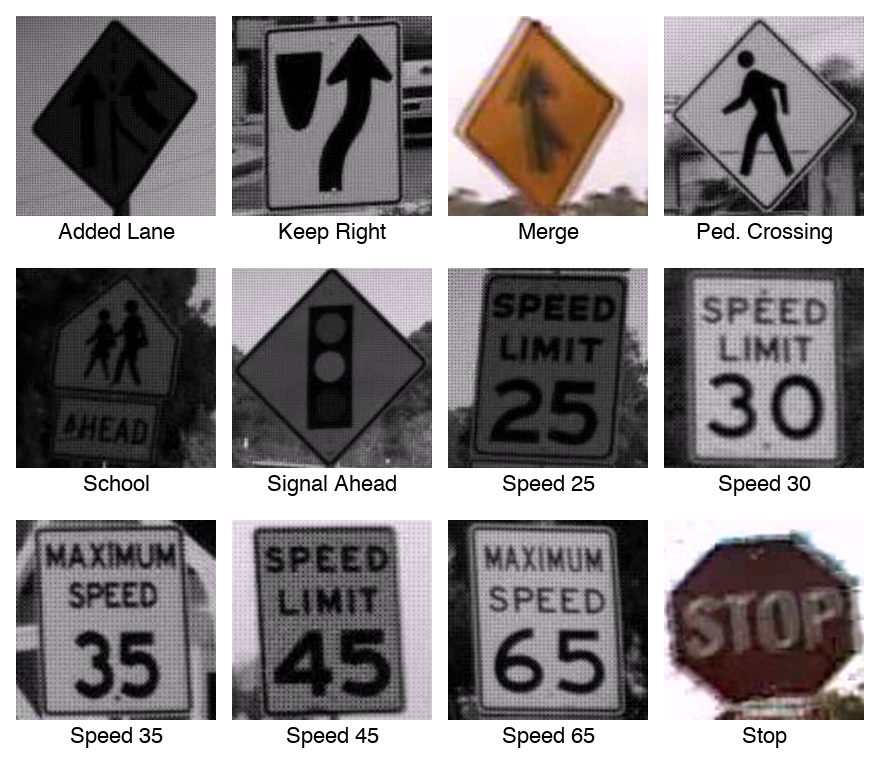 Added Lane
Keep Right
Merge
Ped. Crossing
AHEAD
School
Signal Ahead
SPEED
LIMIT
25
Speed 25
SPEED
LIMIT
30
Speed 30
MAXIMUM
SPEED
35
Speed 35
SPEED
LIMIT
45
Speed 45
MAXIMUM
SPEED
65
Speed 65
STOP
Stop